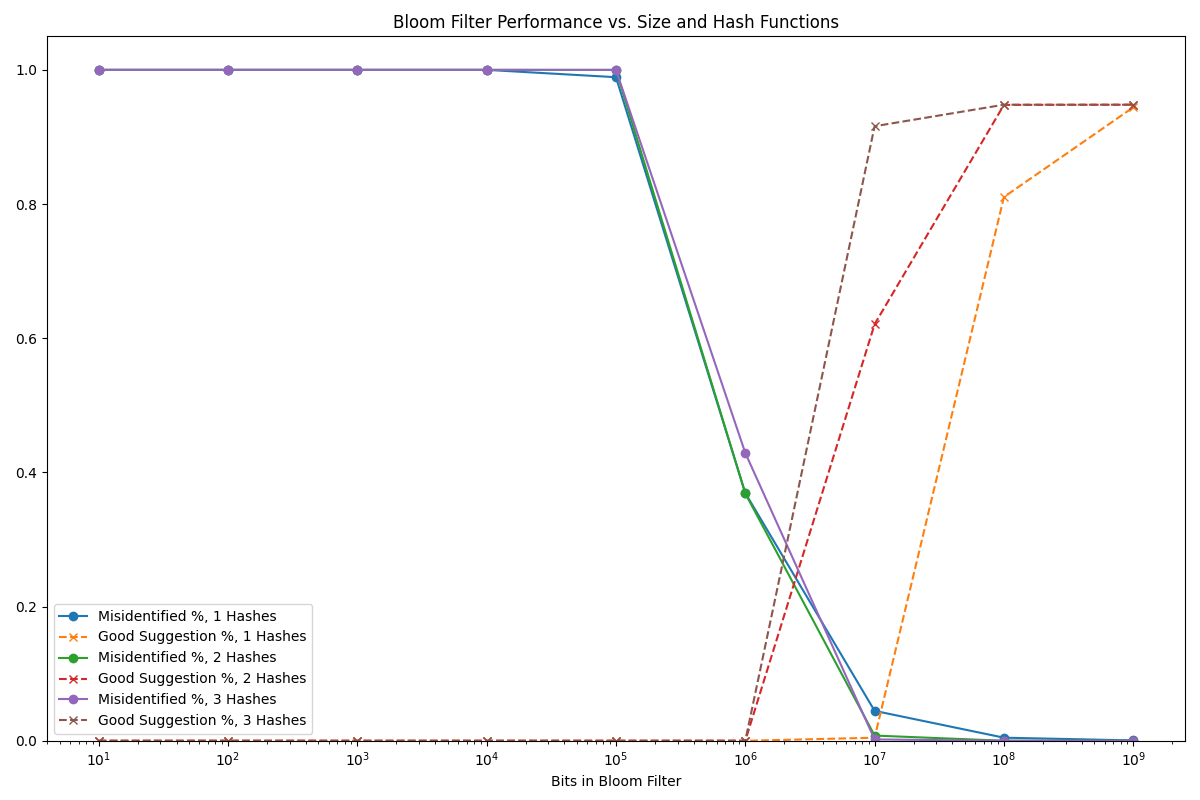 Bloom Filter Performance vs. Size and Hash Functions
1.0
0.8
0.6
0.4
0.2
0.0
Misidentified %, 1 Hashes
Good Suggestion %, 1 Hashes
Misidentified %, 2 Hashes
Good Suggestion %, 2 Hashes
Misidentified %, 3 Hashes
Good Suggestion %, 3 Hashes
10¹ 10² 10³ 10⁴ 10⁵ 10⁶ 10⁷ 10⁸ 10⁹
Bits in Bloom Filter